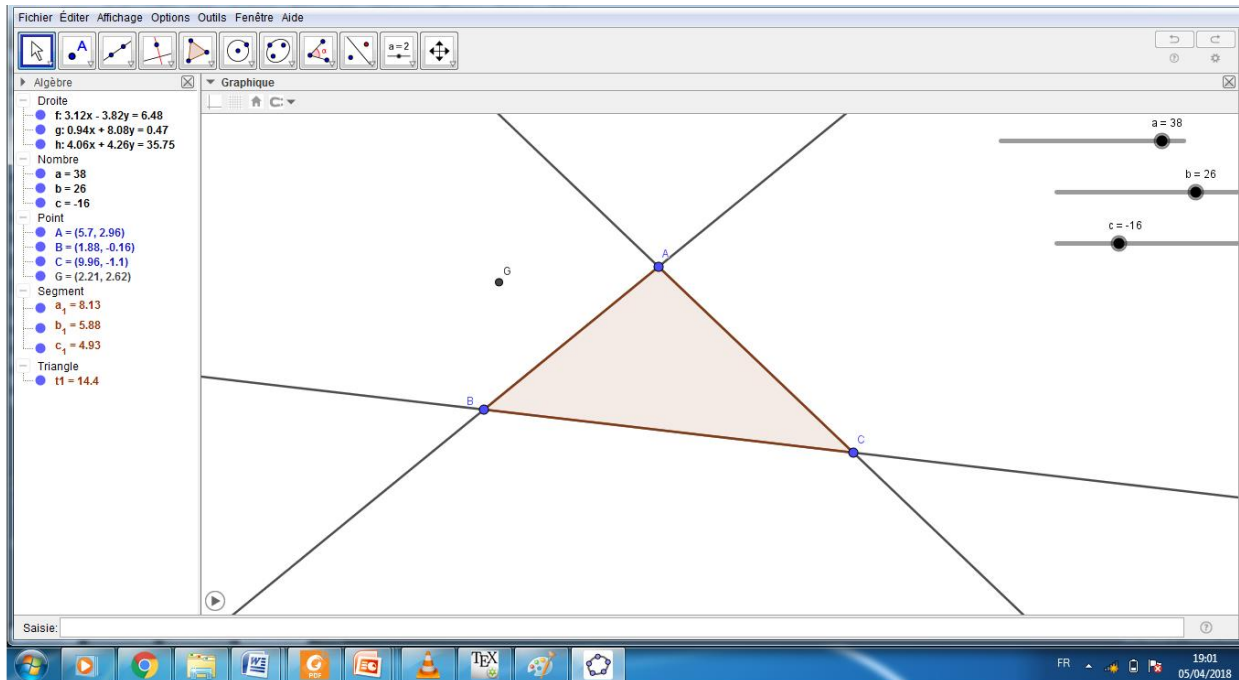 Fichier Éditer Affichage Options Outils Fenêtre Aide
A
a=2
Algèbre
Graphique
Droite
f: 3.12x - 3.82y = 6.48
g: 0.94x + 8.08y = 0.47
h: 4.06x + 4.26y = 35.75
Nombre
a = 38
b = 26
c = -16
Point
A = (5.7, 2.96)
B = (1.88, -0.16)
C = (9.96, -1.1)
G = (2.21, 2.62)
Segment
a₁ = 8.13
b₁ = 5.88
c₁ = 4.93
Triangle
t1 = 14.4
a = 38
b = 26
c = -16
A
G
B
C
Saisie:
PDF
TEX
FR
19:01
05/04/2018